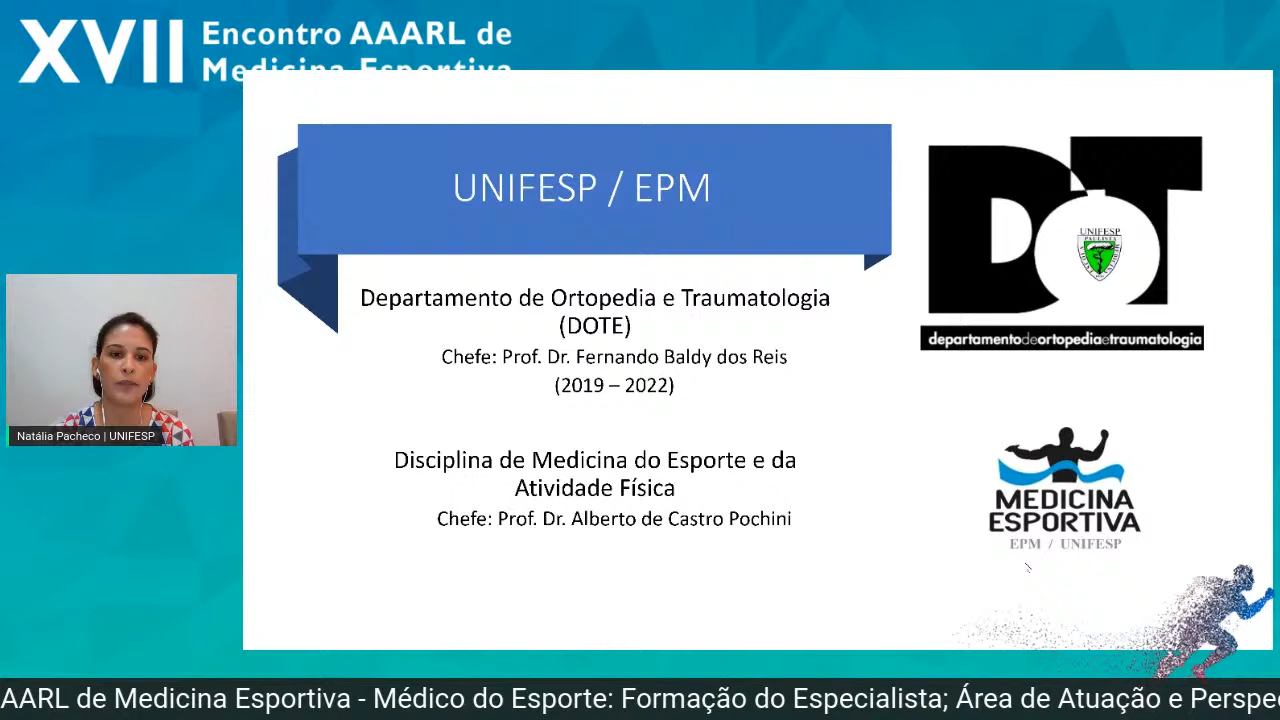 XVII
Encontro AAARL de
Medicina Esportiva
UNIFESP / EPM
Departamento de Ortopedia e Traumatologia
(DOTE)
Chefe: Prof. Dr. Fernando Baldy dos Reis
(2019 – 2022)
Disciplina de Medicina do Esporte e da
Atividade Física
Chefe: Prof. Dr. Alberto de Castro Pochini
DOT
UNIFESP
PAULISTA
departamentodeortopediaetraumatologia
MEDICINA
ESPORTIVA
EPM / UNIFESP
Natália Pacheco | UNIFESP
AARL de Medicina Esportiva - Médico do Esporte: Formação do Especialista; Área de Atuação e Perspe